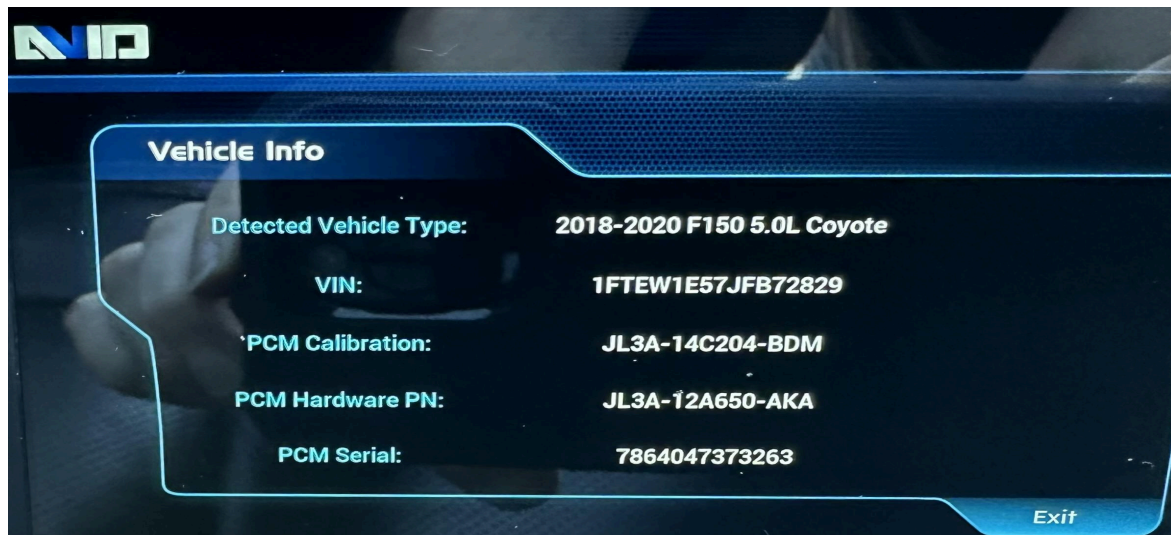 AVID
Vehicle Info
Detected Vehicle Type: 2018-2020 F150 5.0L Coyote
VIN: 1FTEW1E57JFB72829
PCM Calibration: JL3A-14C204-BDM
PCM Hardware PN: JL3A-12A650-AKA
PCM Serial: 7864047373263
Exit